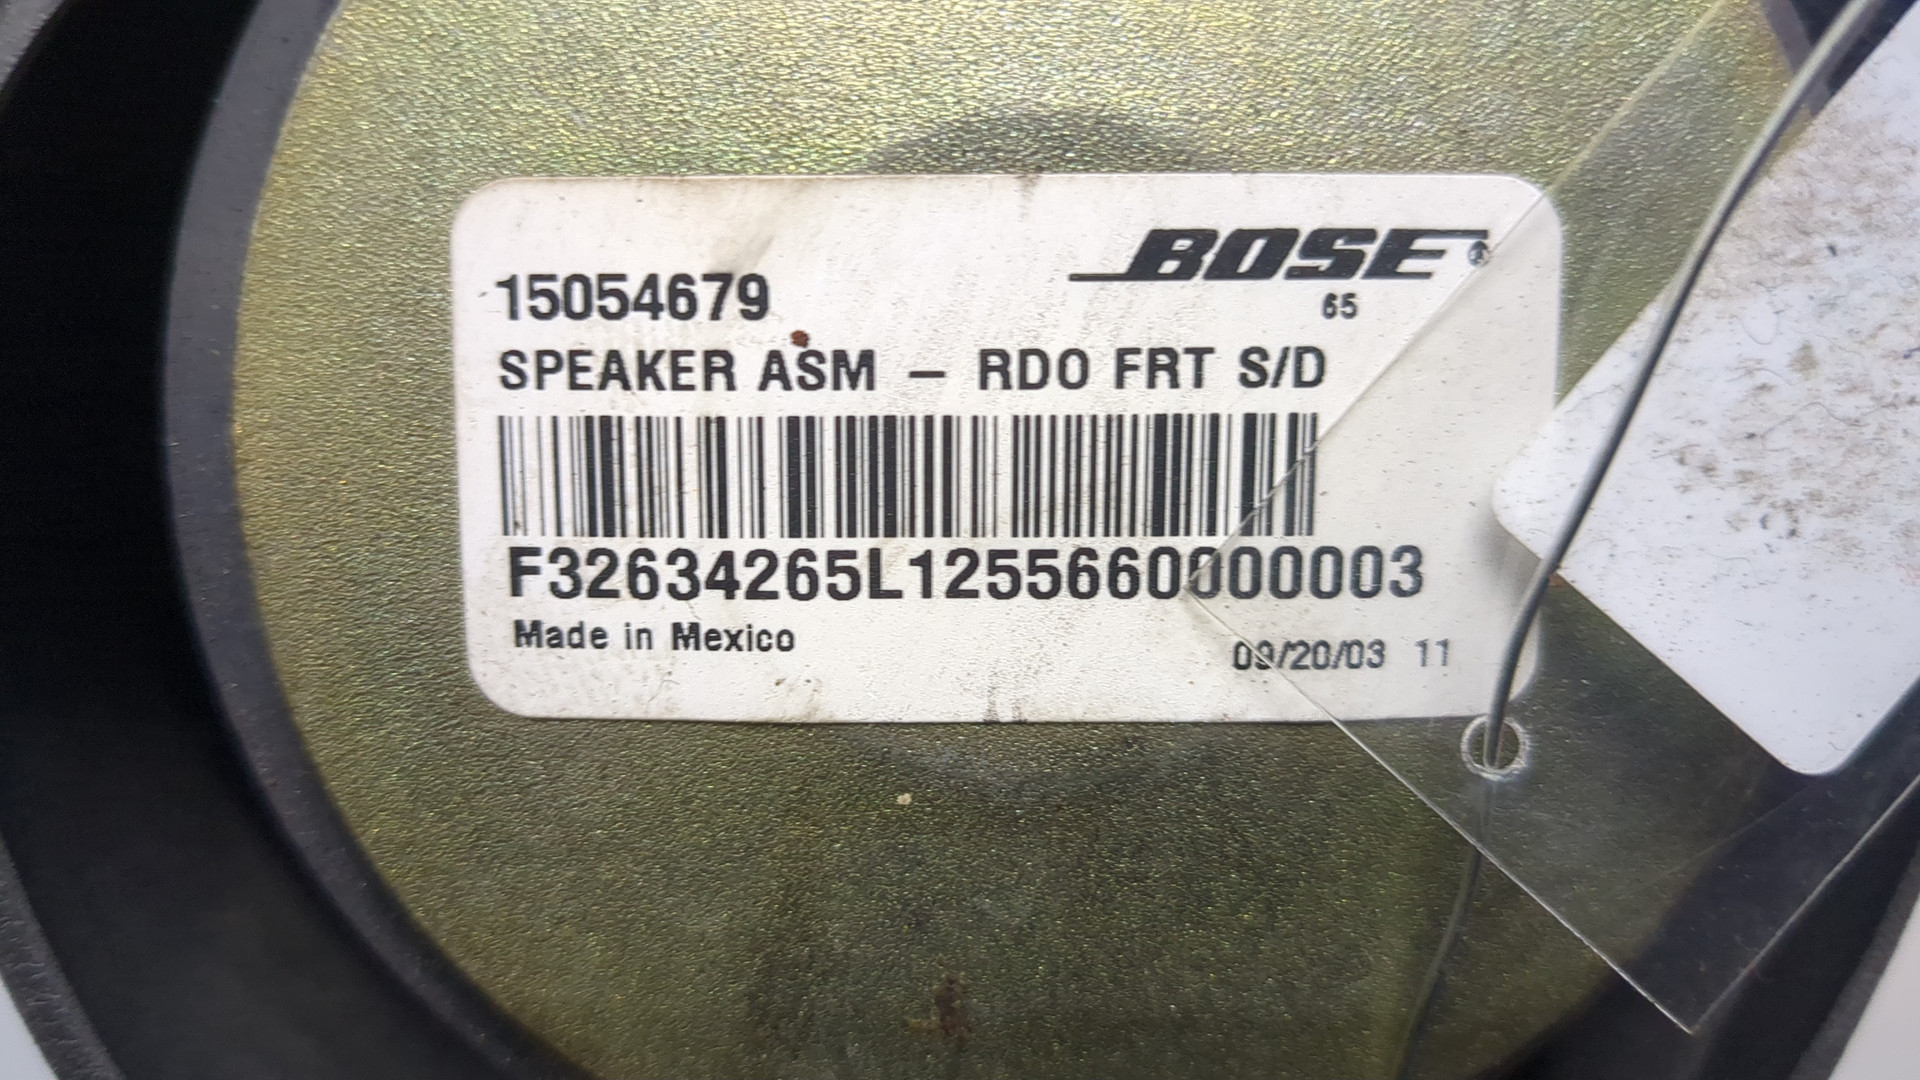 BOSE®
15054679
65
SPEAKER ASM – RDO FRT S/D
F32634265L1255660000003
Made in Mexico
09/20/03 11